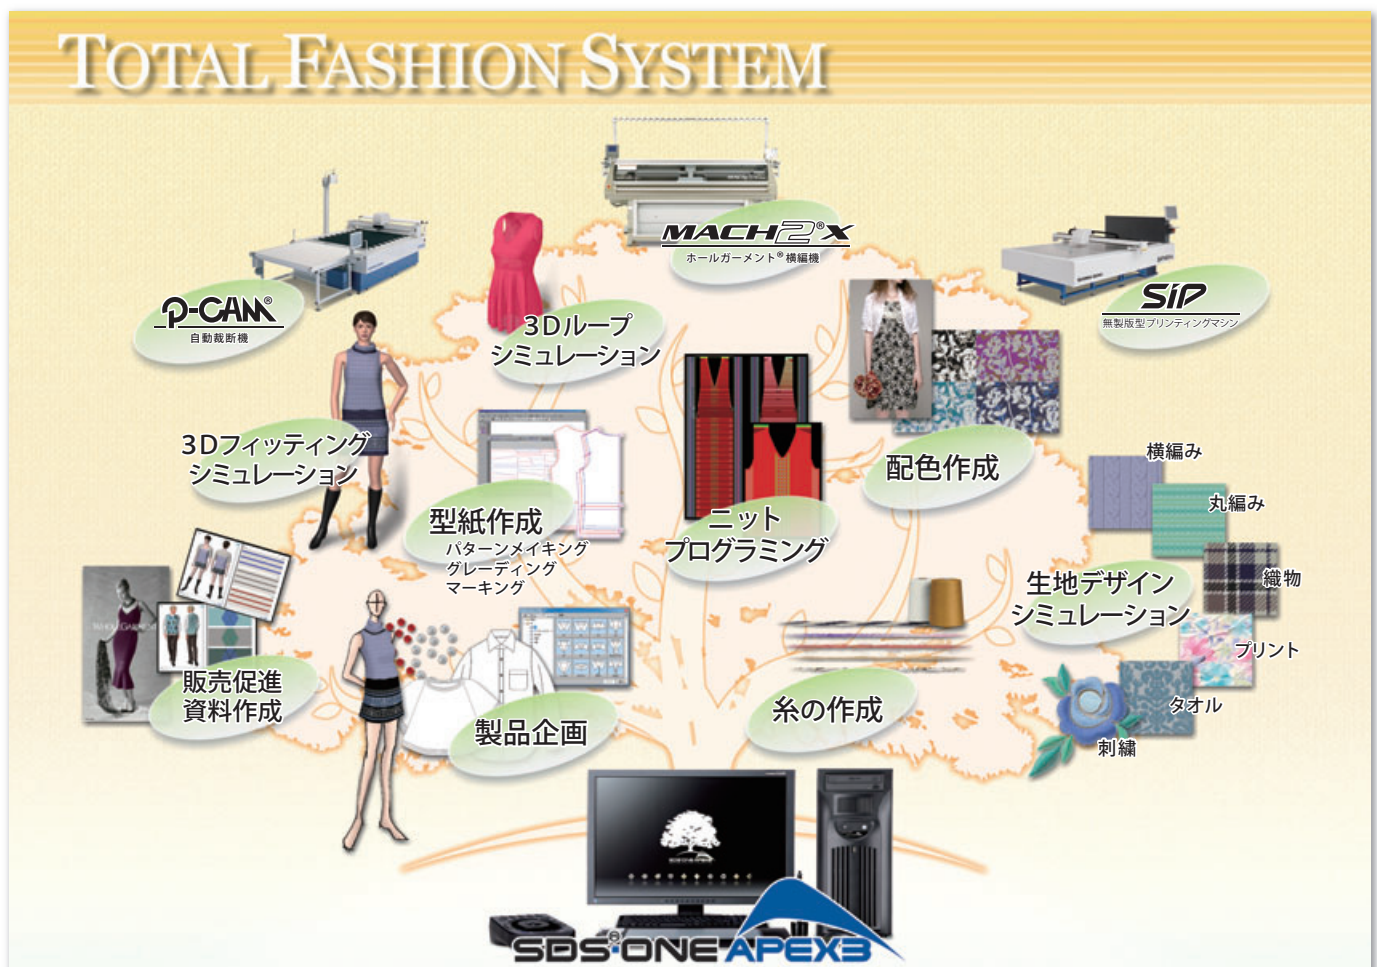 TOTAL FASHION SYSTEM
MACH2®X
ホールガーメント®横編機
P-CAM®
自動裁断機
SiP
無製版型プリンティングマシン
3Dループ
シミュレーション
3Dフィッティング
シミュレーション
型紙作成
パターンメイキング
グレーディング
マーキング
ニット
プログラミング
配色作成
横編み
丸編み
織物
プリント
タオル
刺繍
生地デザイン
シミュレーション
WHOLEGARMENT
販売促進
資料作成
製品企画
糸の作成
SDS-ONE APEX3
SDS®ONE APEX3